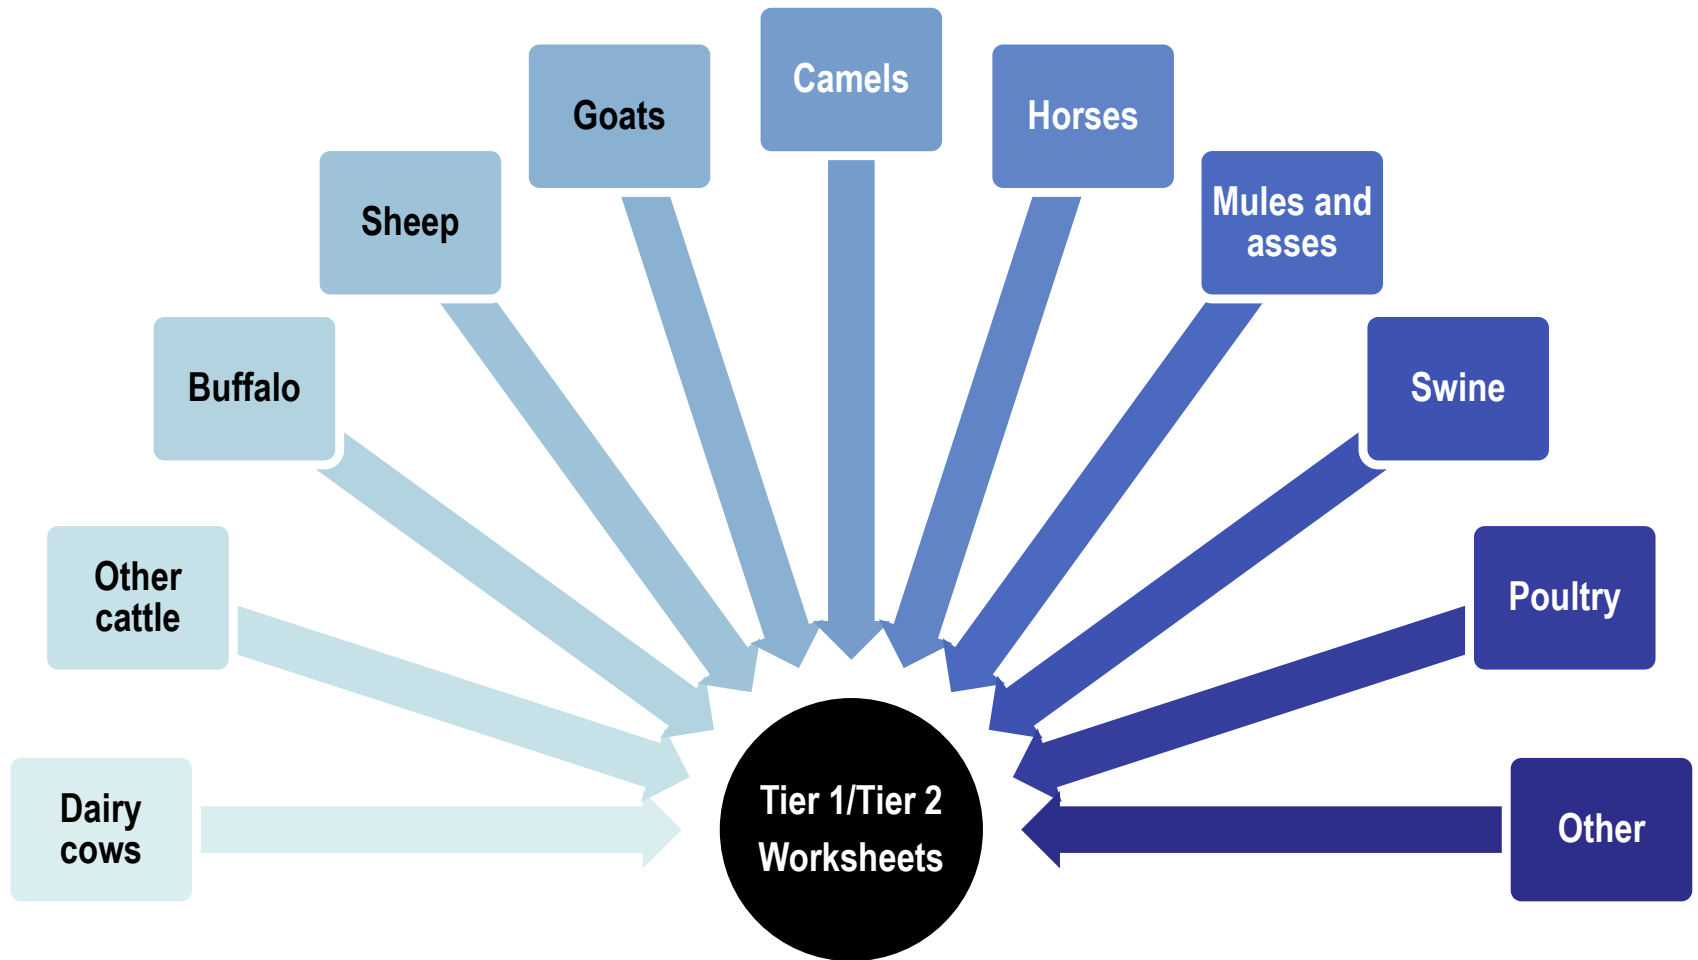 Camels
Goats
Horses
Sheep
Mules and
asses
Buffalo
Swine
Other
cattle
Poultry
Dairy
cows
Tier 1/Tier 2
Worksheets
Other